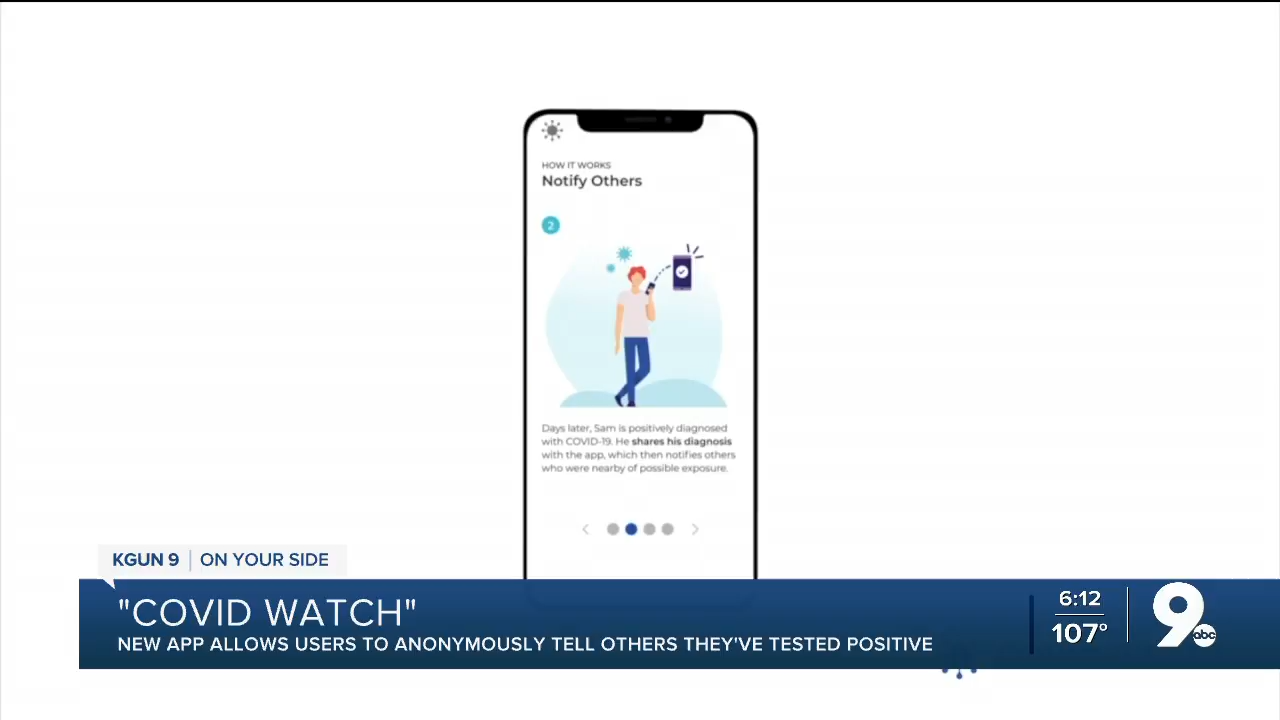 HOW IT WORKS
Notify Others
2
Days later, Sam is positively diagnosed
with COVID-19. He shares his diagnosis
with the app, which then notifies others
who were nearby of possible exposure.
KGUN 9 | ON YOUR SIDE
"COVID WATCH"
NEW APP ALLOWS USERS TO ANONYMOUSLY TELL OTHERS THEY'VE TESTED POSITIVE
6:12
107°
9 abc